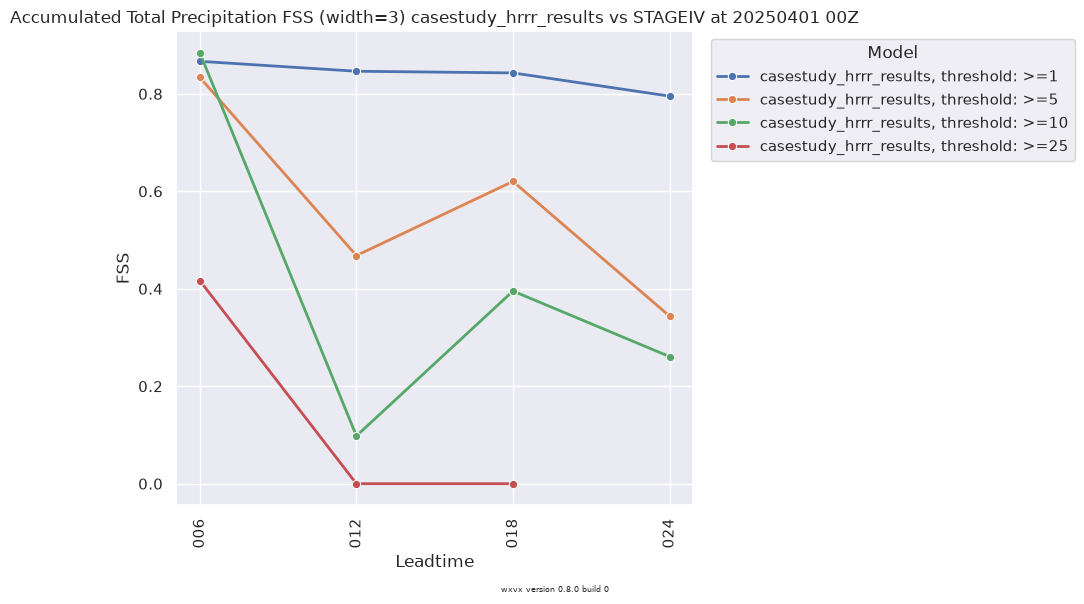 Accumulated Total Precipitation FSS (width=3) casestudy_hrrr_results vs STAGEIV at 20250401 00Z
Model
casestudy_hrrr_results, threshold: >=1
casestudy_hrrr_results, threshold: >=5
casestudy_hrrr_results, threshold: >=10
casestudy_hrrr_results, threshold: >=25
FSS
0.8
0.6
0.4
0.2
0.0
006
012
018
024
Leadtime
wxvx version 0.8.0 build 0